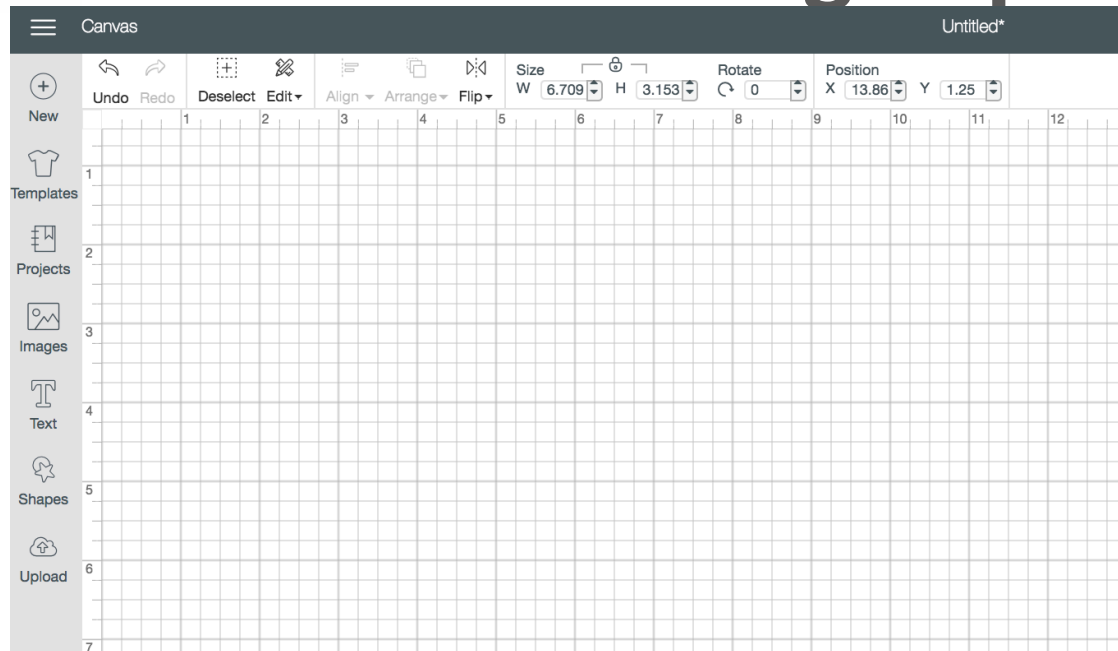 Canvas
Untitled*
Undo Redo Deselect Edit Align Arrange Flip
Size
W 6.709 H 3.153
Rotate
0
Position
X 13.86 Y 1.25
New
Templates
Projects
Images
Text
Shapes
Upload
1 2 3 4 5 6 7 8 9 10 11 12
1
2
3
4
5
6
7